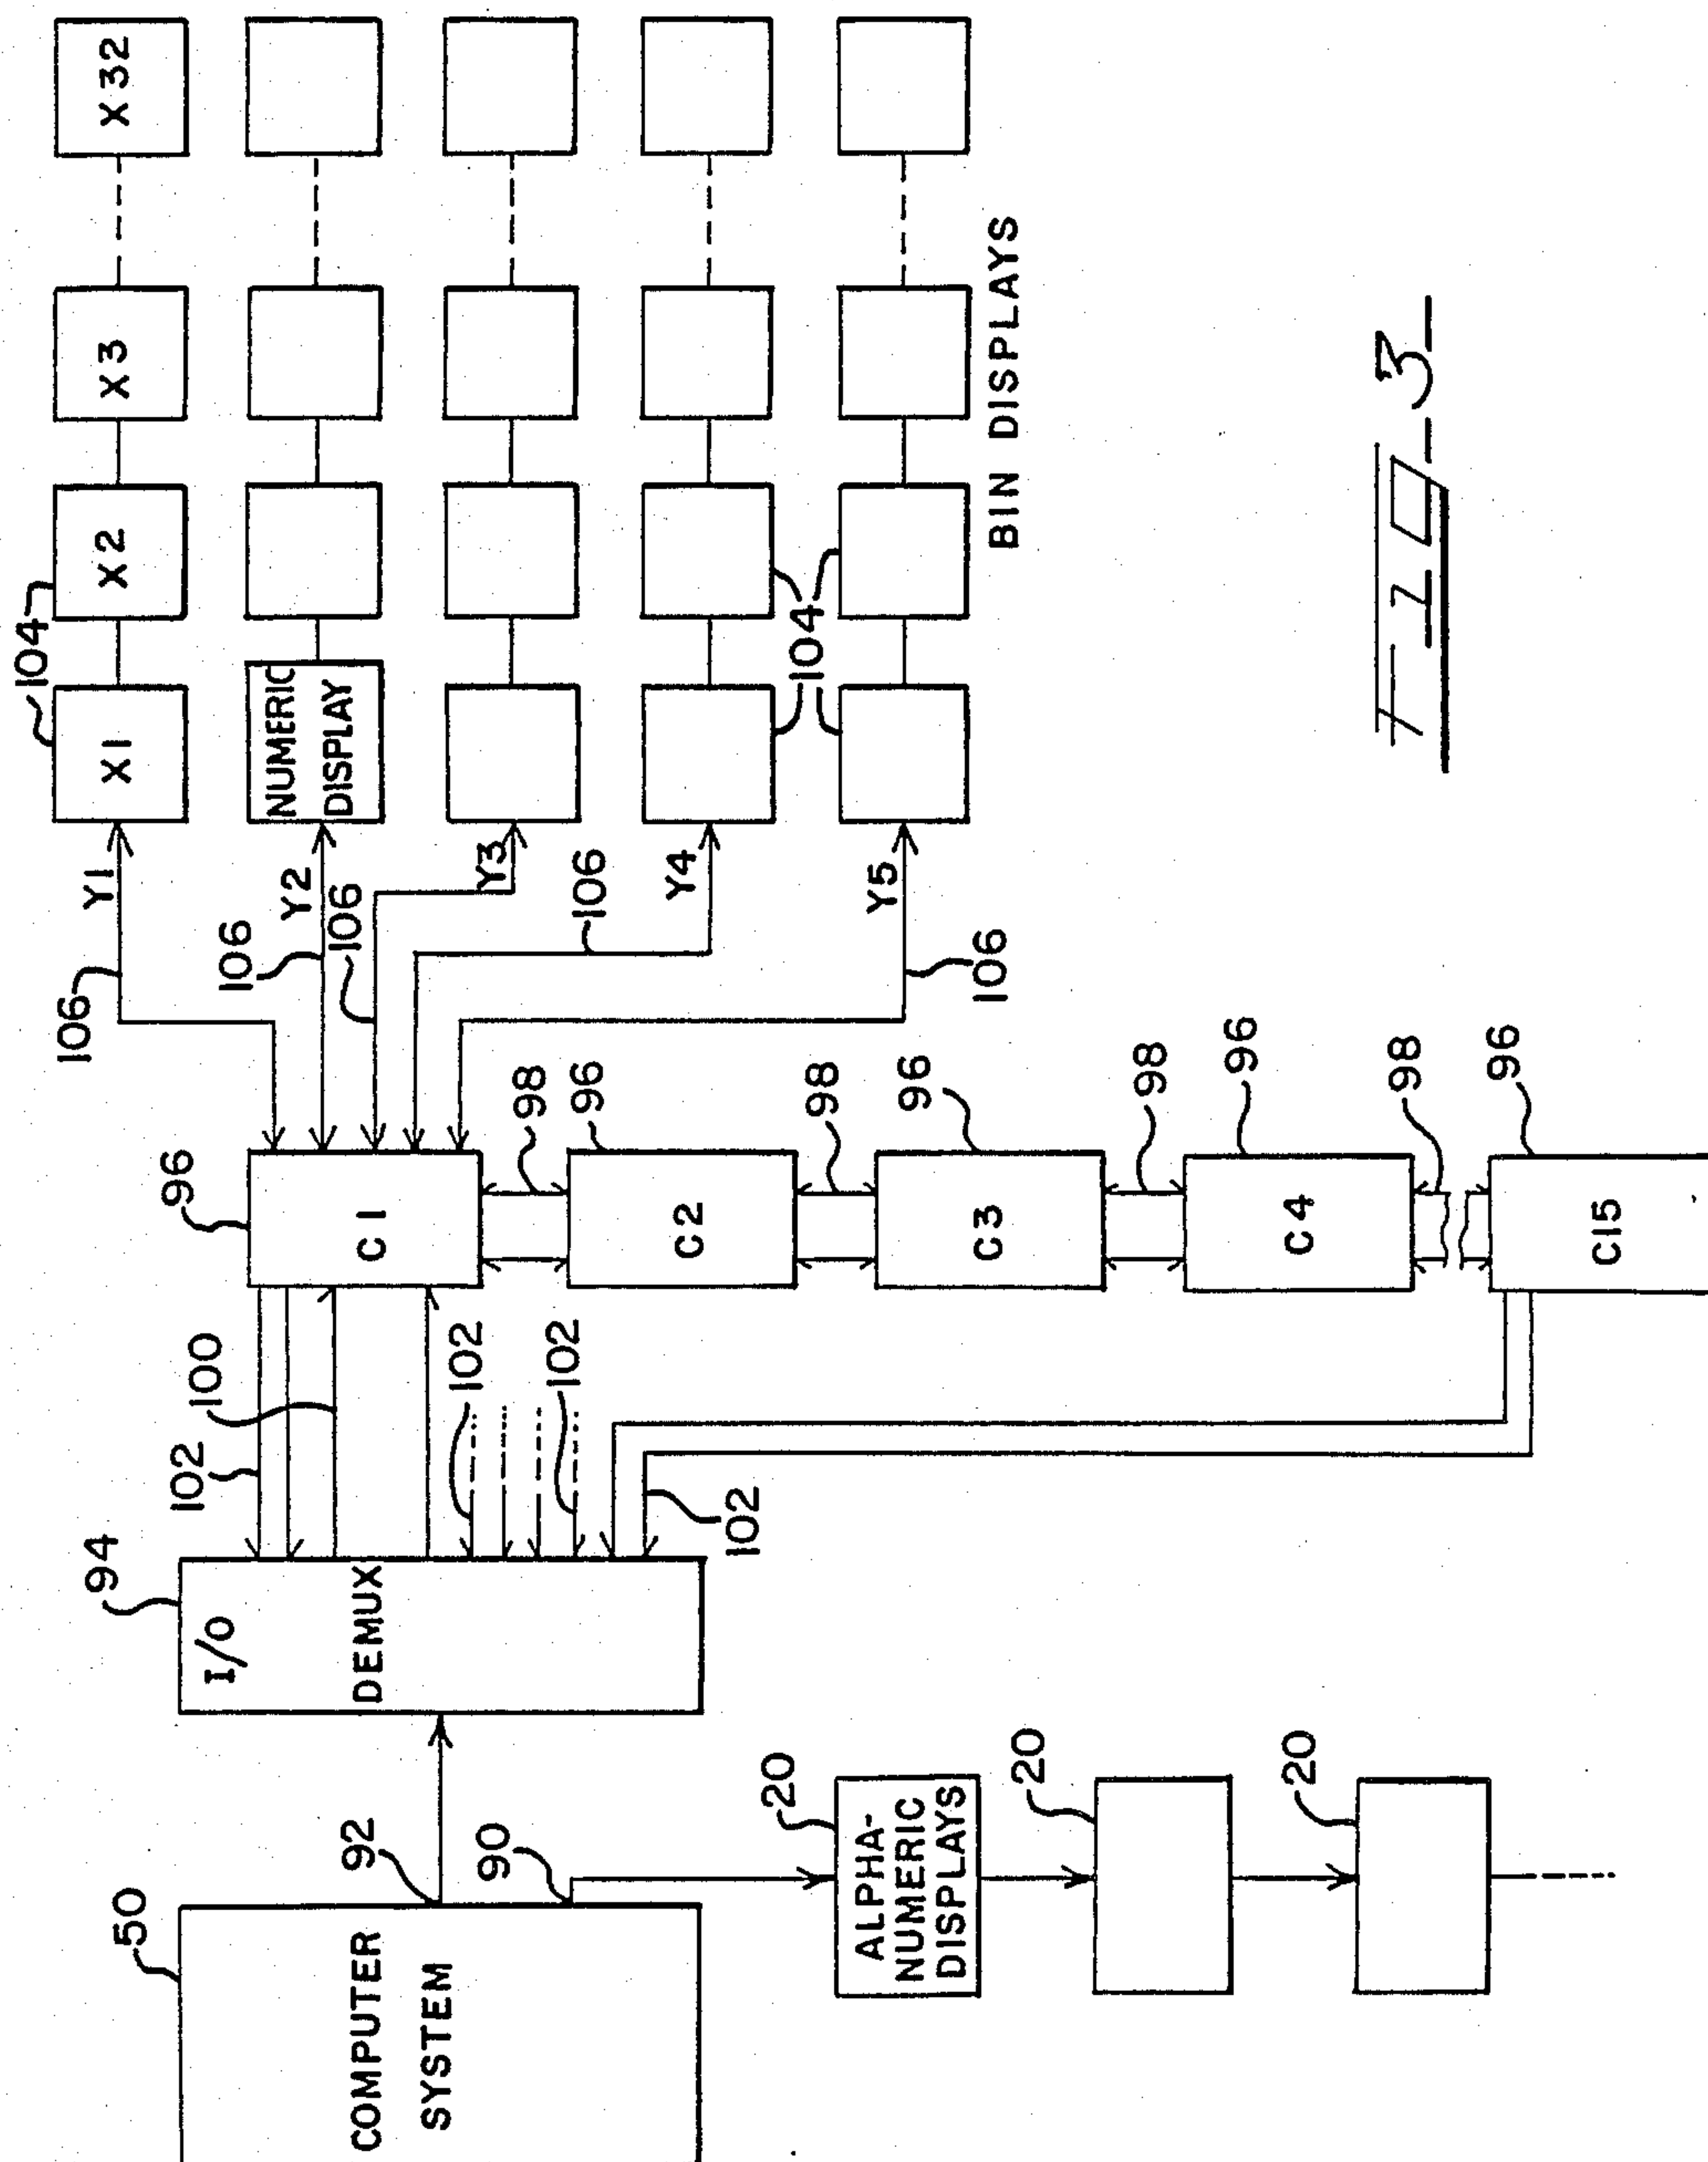 50
COMPUTER
SYSTEM
92
90
94
I/O
DEMUX
20
ALPHA-
NUMERIC
DISPLAYS
20
20
102
100
102
102
102
96
C1
98
96
C2
98
96
C3
98
96
C4
98
96
C15
106
Y1
106
Y2
106
Y3
106
Y4
106
Y5
104
X1
X2
X3
X32
NUMERIC
DISPLAY
104
BIN DISPLAYS
FIG. 3